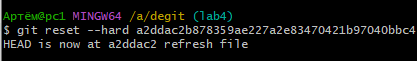 Артём@pc1 MINGW64 /a/degit (lab4)
$ git reset --hard a2ddac2b878359ae227a2e83470421b97040bbc4
HEAD is now at a2ddac2 refresh file